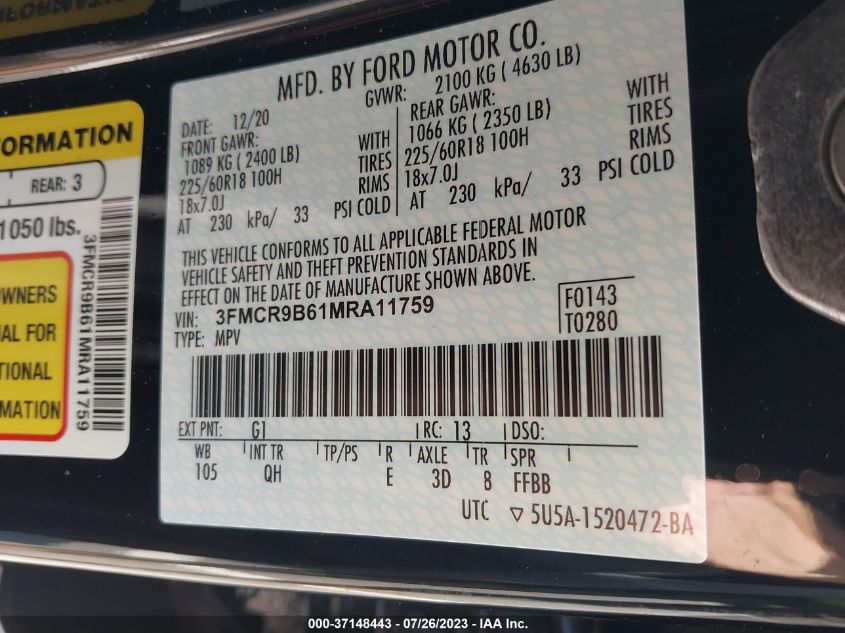 MFD. BY FORD MOTOR CO.
DATE: 12/20
GVWR: 2100 KG ( 4630 LB)
FRONT GAWR: WITH
1089 KG ( 2400 LB) TIRES
225/60R18 100H RIMS
18x7.0J
AT 230 kPa/ 33 PSI COLD
REAR GAWR: WITH
1066 KG ( 2350 LB) TIRES
225/60R18 100H RIMS
18x7.0J
AT 230 kPa/ 33 PSI COLD
THIS VEHICLE CONFORMS TO ALL APPLICABLE FEDERAL MOTOR
VEHICLE SAFETY AND THEFT PREVENTION STANDARDS IN
EFFECT ON THE DATE OF MANUFACTURE SHOWN ABOVE.
VIN: 3FMCR9B61MRA11759
TYPE: MPV
F0143
T0280
EXT PNT: G1 RC: 13 DSO:
WB INT TR TP/PS R AXLE TR SPR
105 QH E 3D 8 FFBB
UTC ▽ 5U5A-1520472-BA
ORMATION
REAR: 3
1050 lbs.
3FMCR9B61MRA11759
OWNERS
UAL FOR
TIONAL
MATION
000-37148443 - 07/26/2023 - IAA Inc.